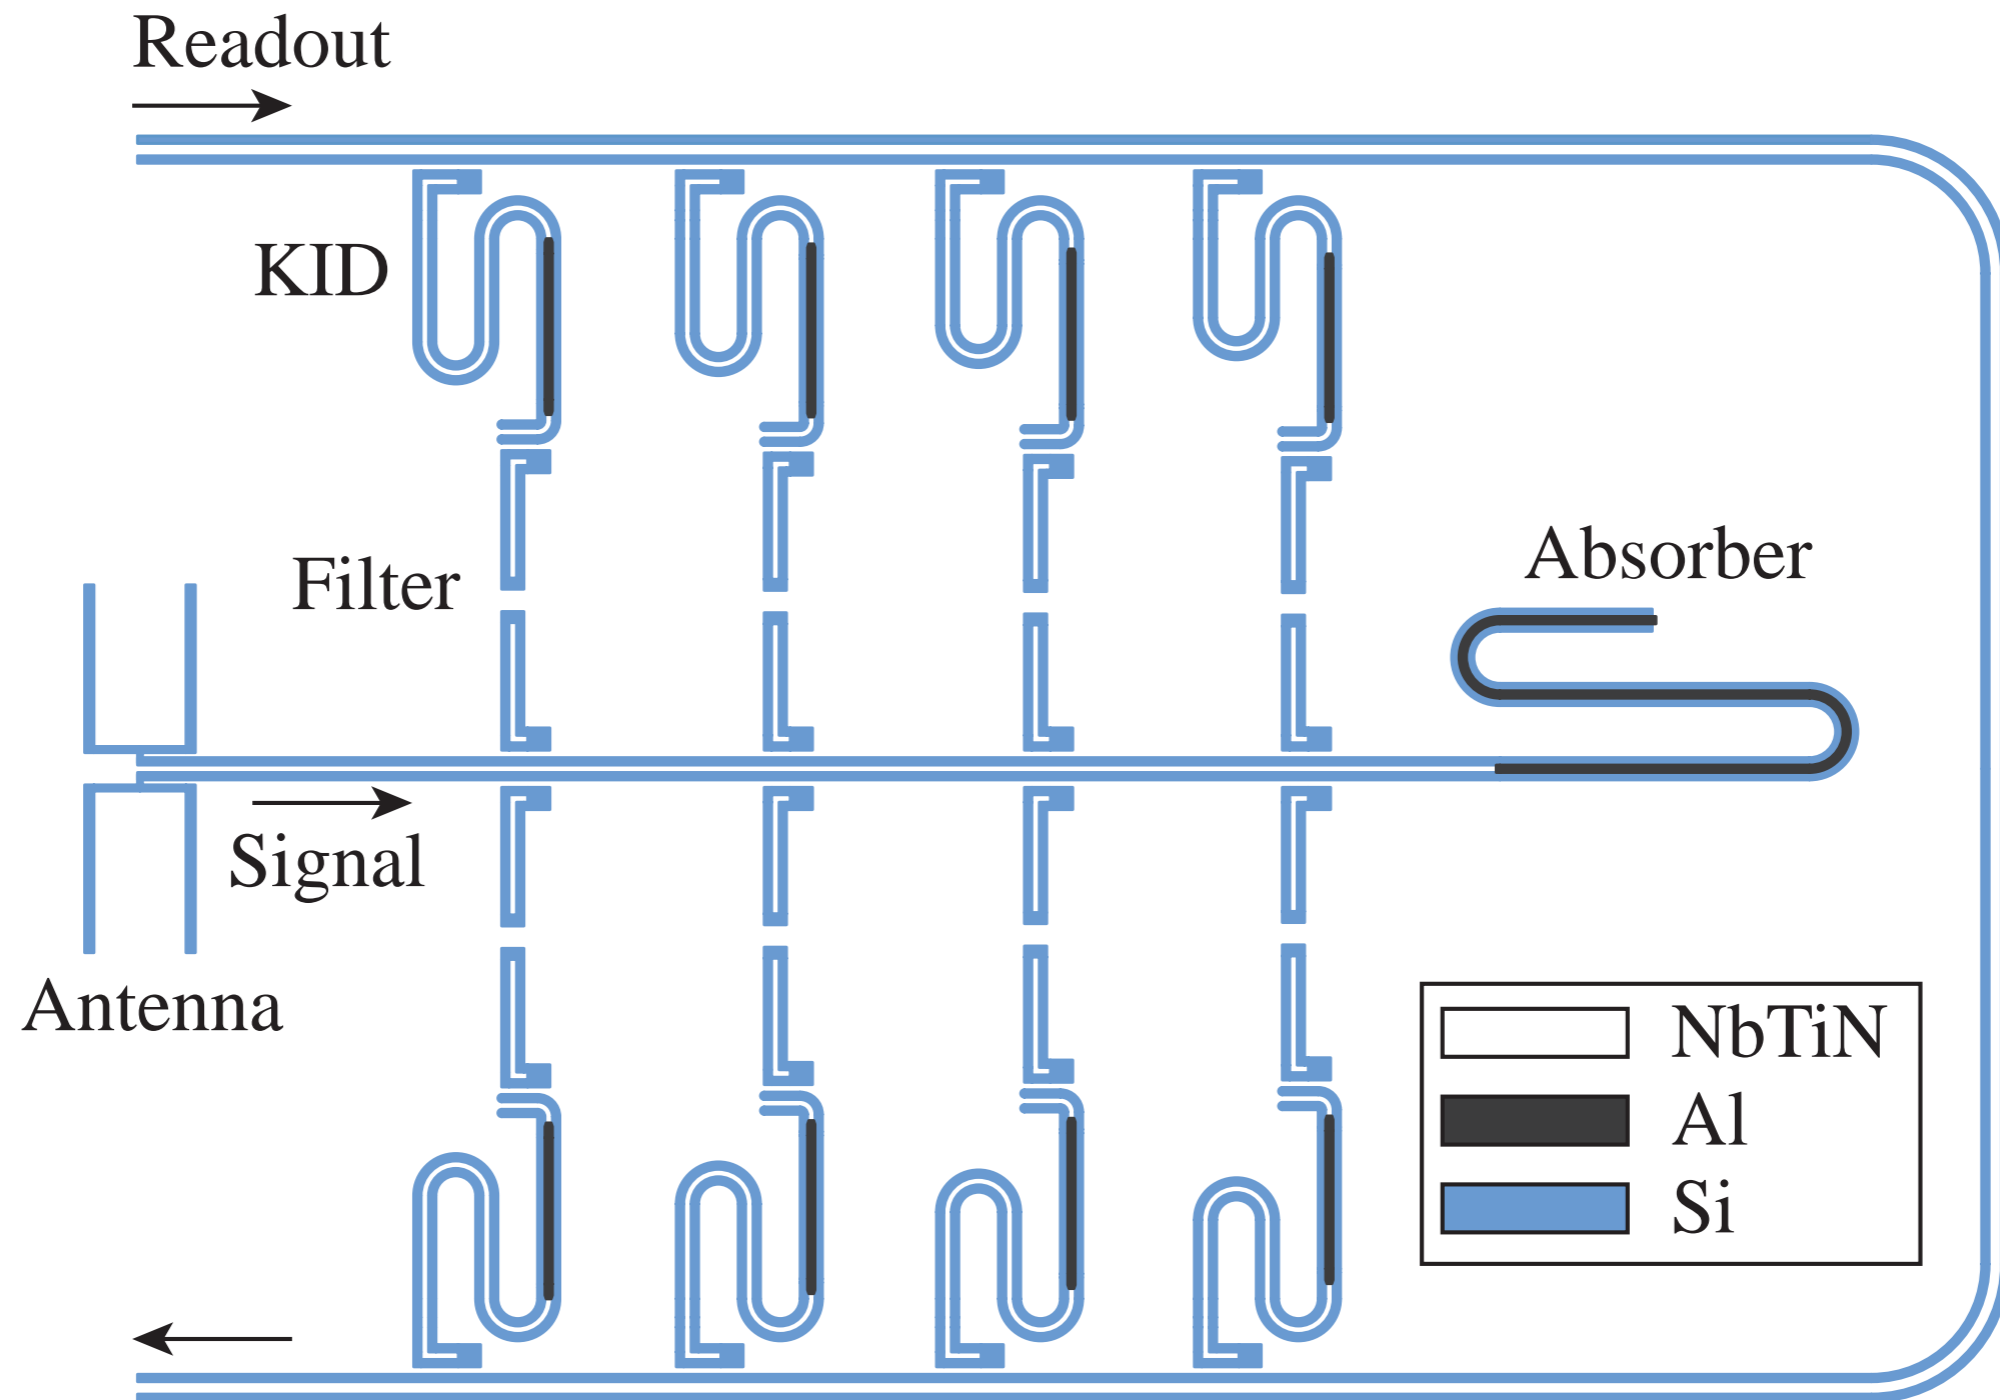 Readout
KID
Filter
Absorber
Signal
Antenna
NbTiN
Al
Si